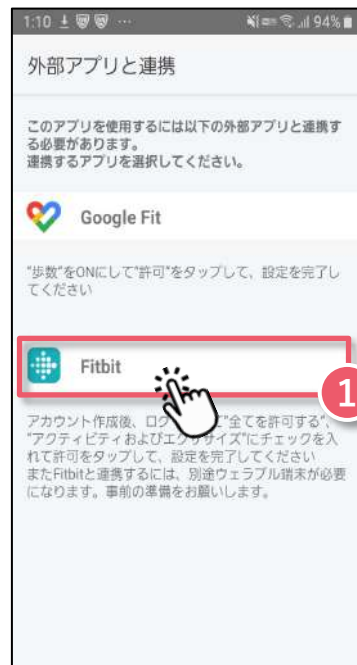 1:10 94%
外部アプリと連携
このアプリを使用するには以下の外部アプリと連携す
る必要があります。
連携するアプリを選択してください。
Google Fit
"歩数"をONにして"許可"をタップして、設定を完了し
てください
Fitbit
1
アカウント作成後、ログ て"全てを許可する"、
"アクティビティおよびエクササイズ"にチェックを入
れて許可をタップして、設定を完了してください
またFitbitと連携するには、別途ウェラブル端末が必要
になります。事前の準備をお願いします。